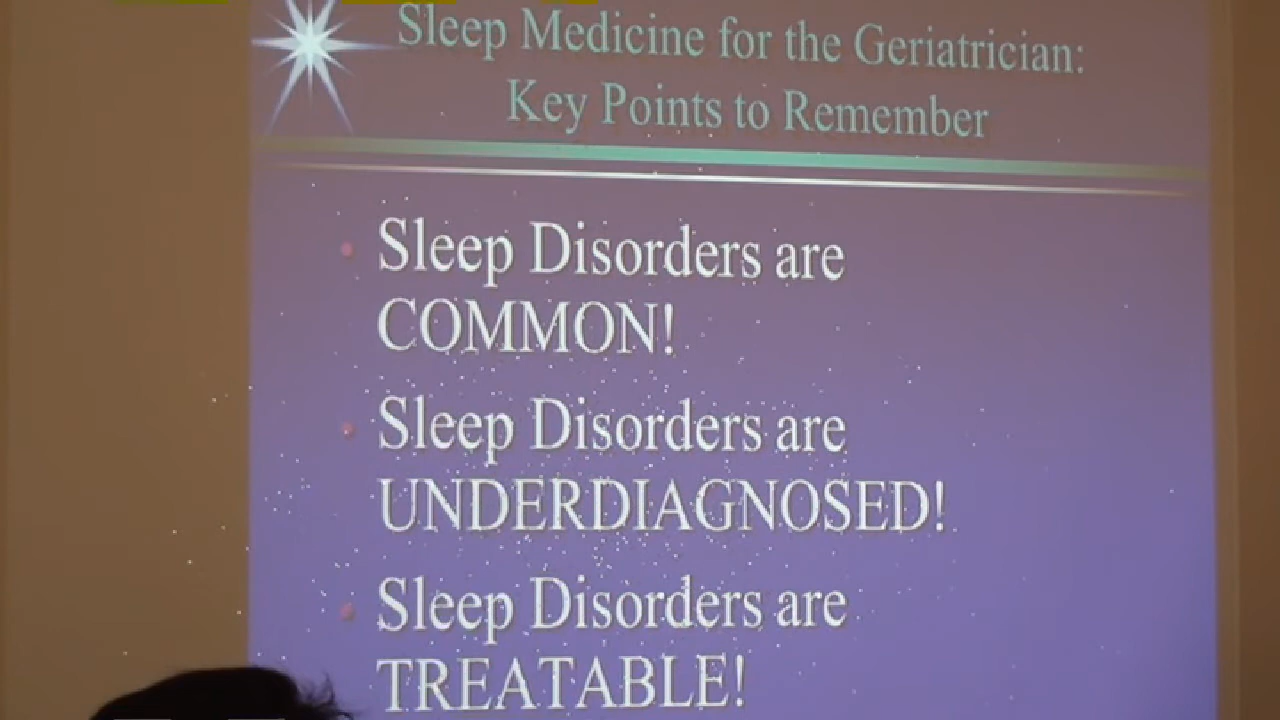 Sleep Medicine for the Geriatrician:
Key Points to Remember
Sleep Disorders are
COMMON!
Sleep Disorders are
UNDERDIAGNOSED!
Sleep Disorders are
TREATABLE!